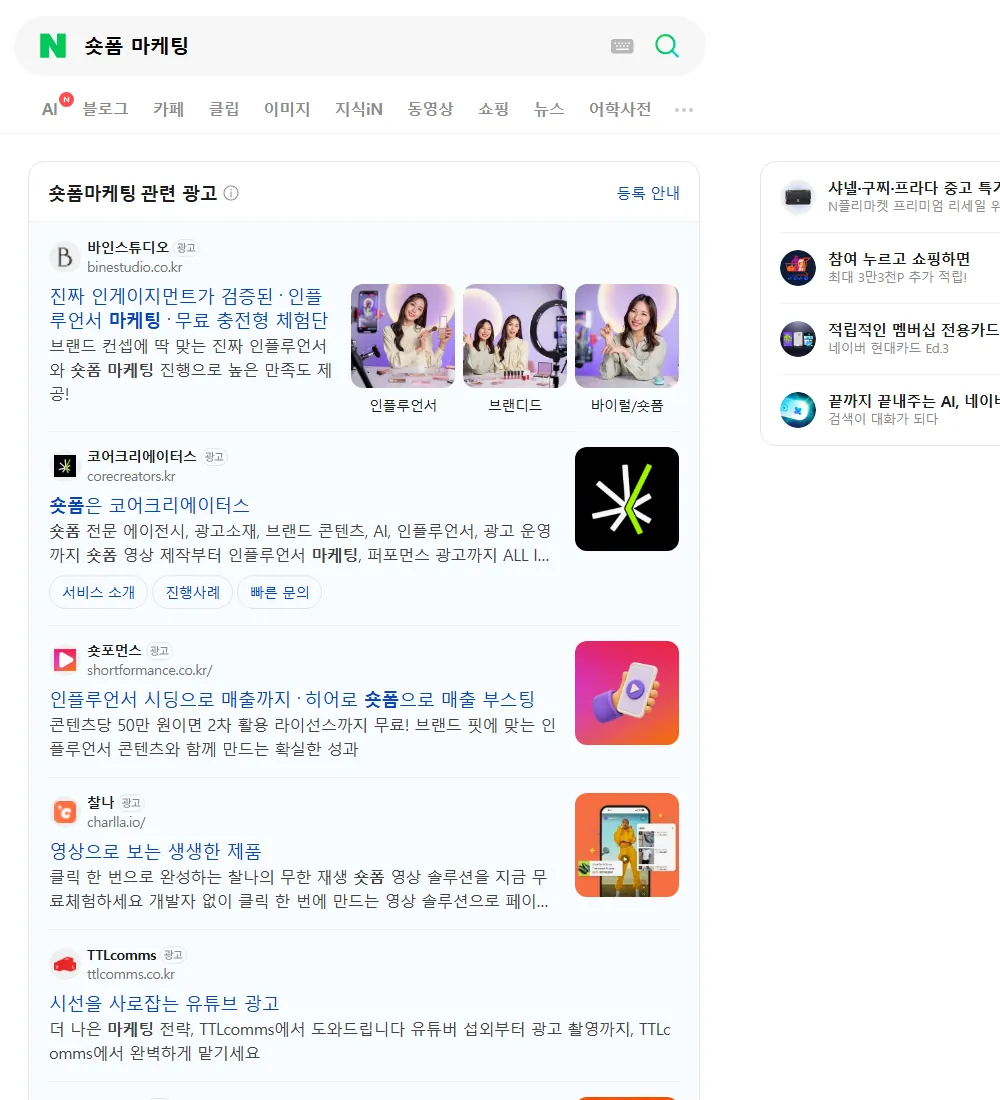 숏폼 마케팅
AI N 블로그 카페 클립 이미지 지식iN 동영상 쇼핑 뉴스 어학사전
숏폼마케팅 관련 광고
등록 안내
바인스튜디오 광고
binestudio.co.kr
진짜 인게이지먼트가 검증된 · 인플
루언서 마케팅 · 무료 충전형 체험단
브랜드 컨셉에 딱 맞는 진짜 인플루언서
와 숏폼 마케팅 진행으로 높은 만족도 제
공!
인플루언서
브랜디드
바이럴/숏폼
코어크리에이터스 광고
corecreators.kr
숏폼은 코어크리에이터스
숏폼 전문 에이전시, 광고소재, 브랜드 콘텐츠, AI, 인플루언서, 광고 운영
까지 숏폼 영상 제작부터 인플루언서 마케팅, 퍼포먼스 광고까지 ALL I...
서비스 소개
진행사례
빠른 문의
숏포먼스 광고
shortformance.co.kr/
인플루언서 시딩으로 매출까지 · 히어로 숏폼으로 매출 부스팅
콘텐츠당 50만 원이면 2차 활용 라이선스까지 무료! 브랜드 핏에 맞는 인
플루언서 콘텐츠와 함께 만드는 확실한 성과
찰나 광고
charlla.io/
영상으로 보는 생생한 제품
클릭 한 번으로 완성하는 찰나의 무한 재생 숏폼 영상 솔루션을 지금 무
료체험하세요 개발자 없이 클릭 한 번에 만드는 영상 솔루션으로 페이...
TTLcomms 광고
ttlcomms.co.kr
시선을 사로잡는 유튜브 광고
더 나은 마케팅 전략, TTLcomms에서 도와드립니다 유튜버 섭외부터 광고 촬영까지, TTLc
omms에서 완벽하게 맡기세요
샤넬·구찌·프라다 중고 특가
N플리마켓 프리미엄 리세일
참여 누르고 쇼핑하면
최대 3만3천P 추가 적립!
적립적인 멤버십 전용카드
네이버 현대카드 Ed.3
끝까지 끝내주는 AI, 네이버
검색이 대화가 되다